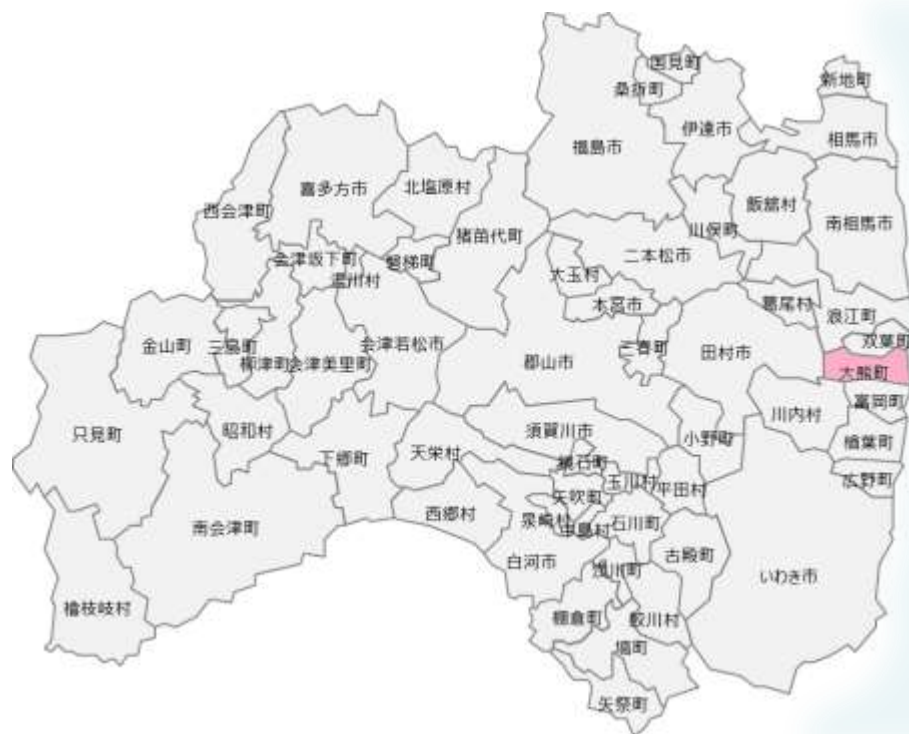 国見町
桑折町
新地町
伊達市
相馬市
福島市
喜多方市
北塩原村
西会津町
飯舘村
川俣町
南相馬市
猪苗代町
二本松市
会津坂下町
磐梯町
湯川村
大玉村
本宮市
葛尾村
浪江町
双葉町
金山町
三島町
柳津町
会津美里町
会津若松市
郡山市
三春町
田村市
大熊町
富岡町
川内村
只見町
昭和村
下郷町
天栄村
須賀川市
小野町
楢葉町
鏡石町
玉川村
平田村
広野町
矢吹町
南会津町
西郷村
泉崎村
中島村
石川町
古殿町
白河市
浅川町
いわき市
檜枝岐村
棚倉町
鮫川村
塙町
矢祭町